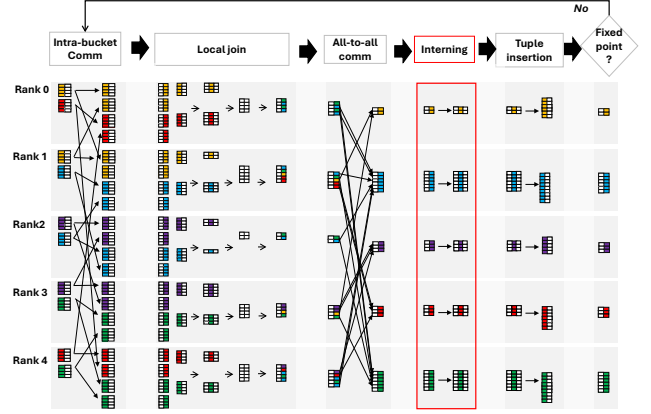 No
Intra-bucket
Comm
Local join
All-to-all
comm
Interning
Tuple
insertion
Fixed
point
?
Rank 0
Rank 1
Rank2
Rank 3
Rank 4